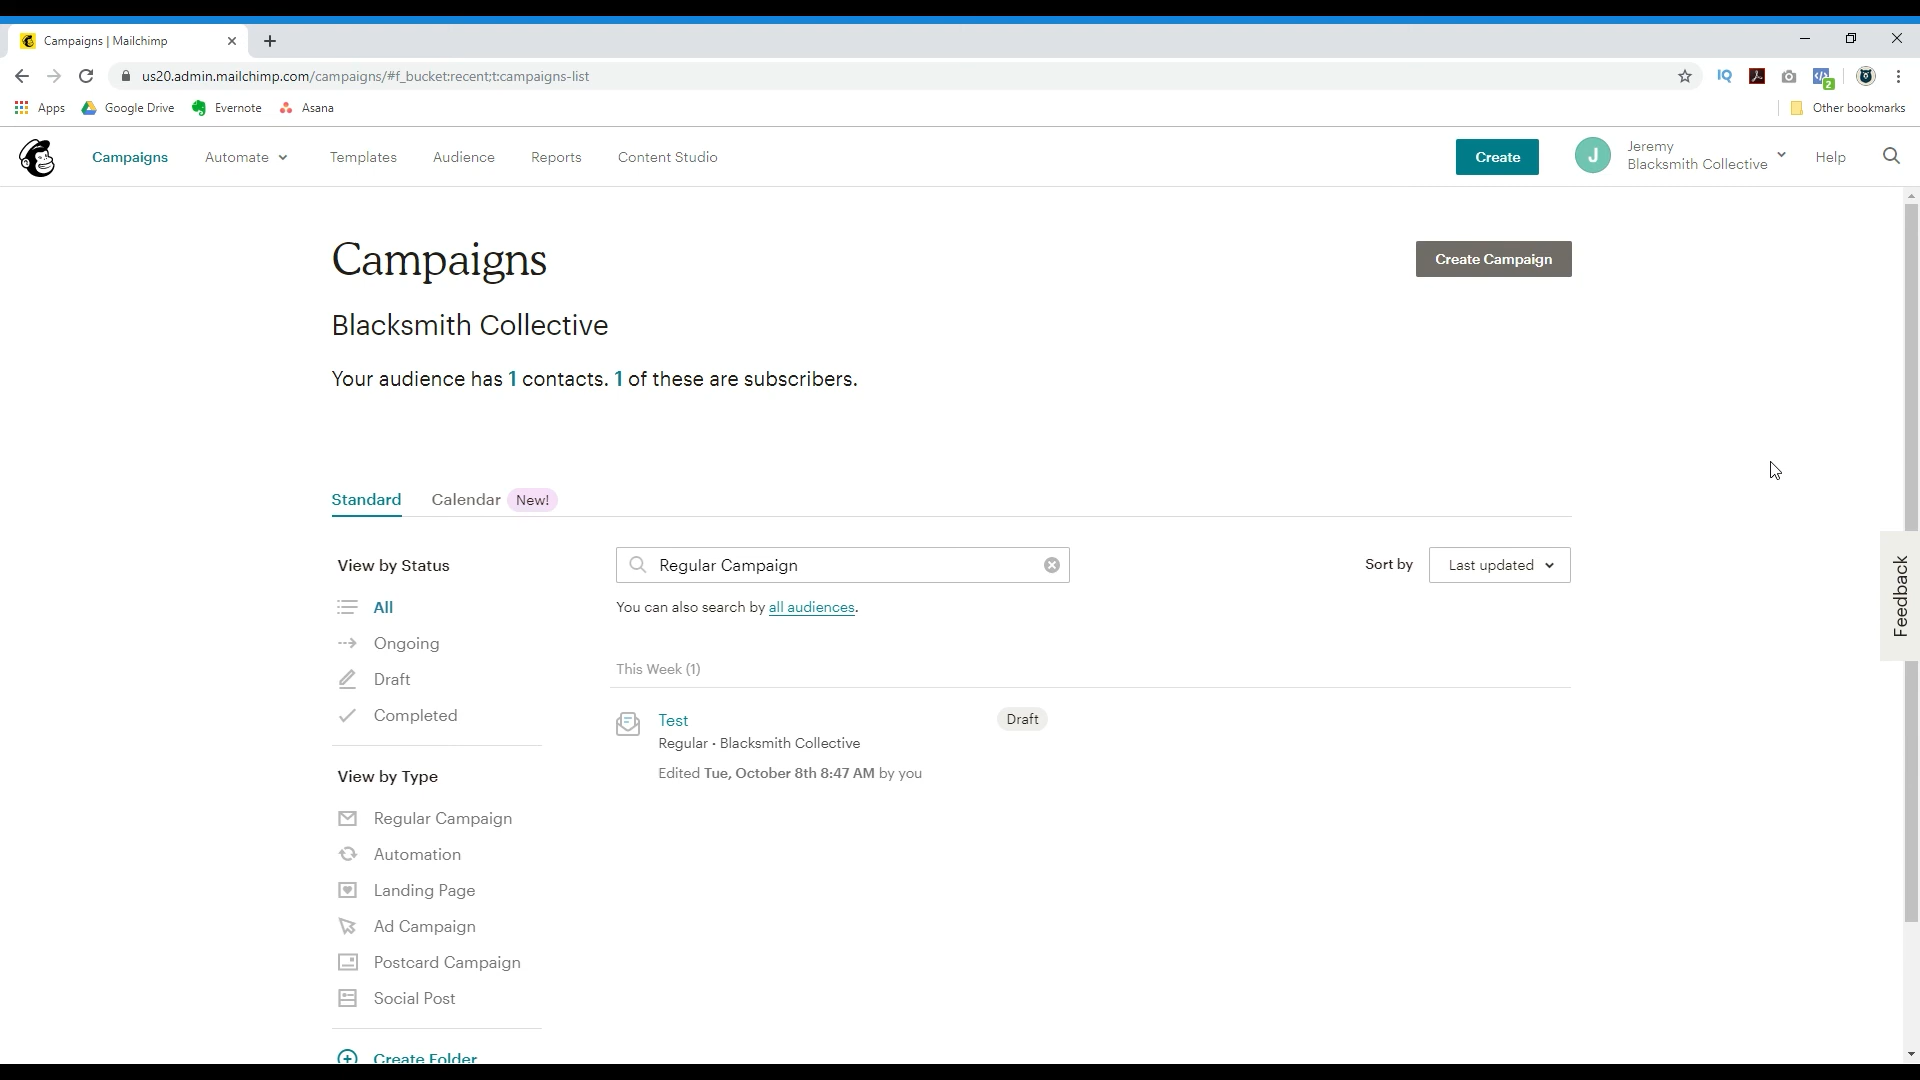 Campaigns | Mailchimp
us20.admin.mailchimp.com/campaigns/#f_bucket:recent;t:campaigns-list
IQ
2
Apps
Google Drive
Evernote
Asana
Other bookmarks
Campaigns
Automate
Templates
Audience
Reports
Content Studio
Create
J
Jeremy
Blacksmith Collective
Help
Campaigns
Create Campaign
Blacksmith Collective
Your audience has 1 contacts. 1 of these are subscribers.
Standard
Calendar
New!
View by Status
Regular Campaign
Sort by
Last updated
All
You can also search by all audiences.
Ongoing
Feedback
This Week (1)
Draft
Completed
Test
Draft
Regular · Blacksmith Collective
Edited Tue, October 8th 8:47 AM by you
View by Type
Regular Campaign
Automation
Landing Page
Ad Campaign
Postcard Campaign
Social Post
Create Folder